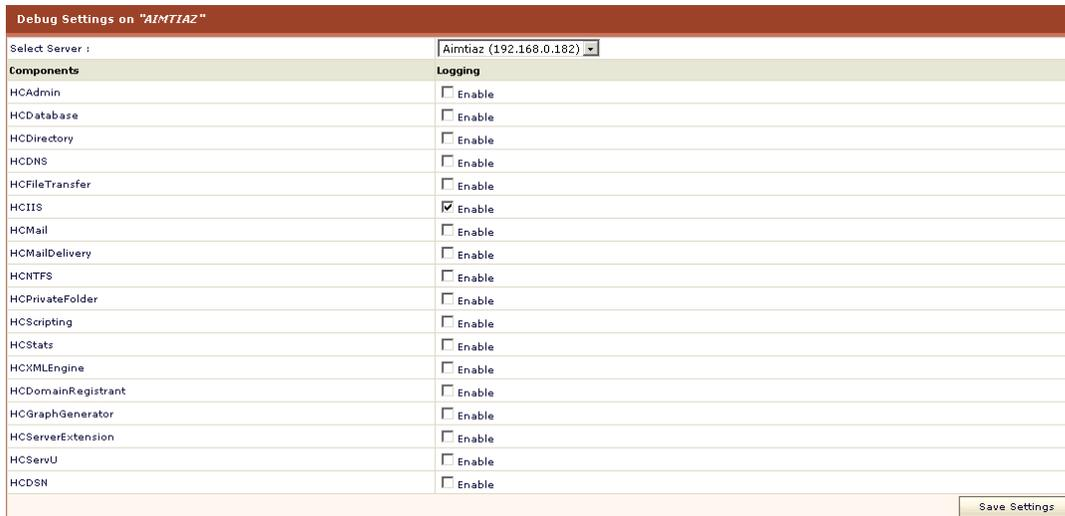 Debug Settings on "AIMTIAZ"
Select Server : Aimtiaz (192.168.0.182)
Components Logging
HCAdmin Enable
HCDatabase Enable
HCDirectory Enable
HCDNS Enable
HCFileTransfer Enable
HCIIS Enable
HCMail Enable
HCMailDelivery Enable
HCNTFS Enable
HCPrivateFolder Enable
HCScripting Enable
HCStats Enable
HCXMLEngine Enable
HCDomainRegistrant Enable
HCGraphGenerator Enable
HCServerExtension Enable
HCServU Enable
HCDSN Enable
Save Settings